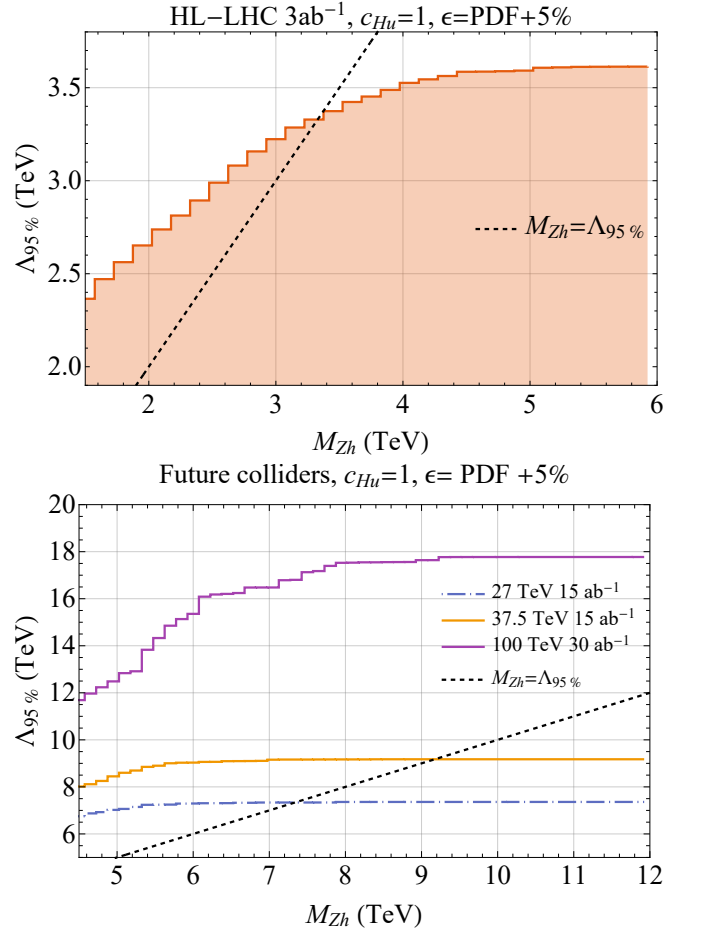 HL−LHC 3ab⁻¹, c_Hu=1, ϵ=PDF+5%
3.5
3.0
2.5
2.0
Λ95 % (TeV)
M_Zh=Λ95 %
2 3 4 5 6
M_Zh (TeV)
Future colliders, c_Hu=1, ϵ= PDF +5%
20
18
16
14
12
10
8
6
Λ95 % (TeV)
27 TeV 15 ab⁻¹
37.5 TeV 15 ab⁻¹
100 TeV 30 ab⁻¹
M_Zh=Λ95 %
5 6 7 8 9 10 11 12
M_Zh (TeV)